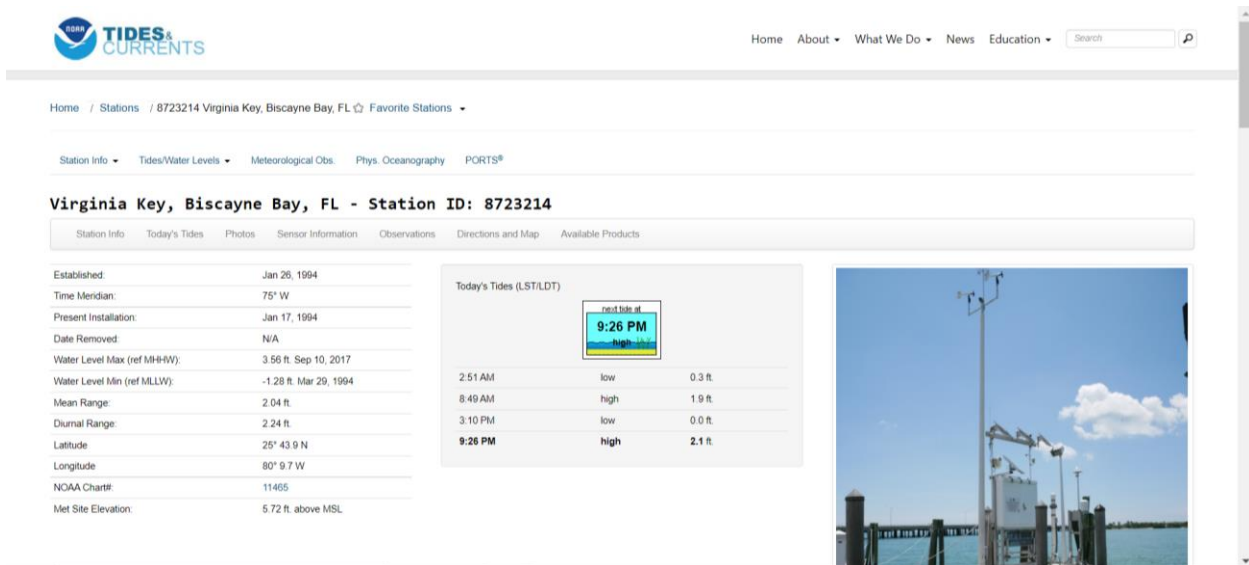 NOAA
TIDES &
CURRENTS
Home About What We Do News Education Search
Home / Stations / 8723214 Virginia Key, Biscayne Bay, FL Favorite Stations
Station Info Tides/Water Levels Meteorological Obs. Phys. Oceanography PORTS®
Virginia Key, Biscayne Bay, FL - Station ID: 8723214
Station Info Today's Tides Photos Sensor Information Observations Directions and Map Available Products
Established: Jan 26, 1994
Time Meridian: 75° W
Present Installation: Jan 17, 1994
Date Removed: N/A
Water Level Max (ref MHHW): 3.56 ft. Sep 10, 2017
Water Level Min (ref MLLW): -1.28 ft. Mar 29, 1994
Mean Range: 2.04 ft.
Diurnal Range: 2.24 ft.
Latitude 25° 43.9 N
Longitude 80° 9.7 W
NOAA Chart#: 11465
Met Site Elevation: 5.72 ft. above MSL
Today's Tides (LST/LDT)
next tide at
9:26 PM
high
2:51 AM low 0.3 ft.
8:49 AM high 1.9 ft.
3:10 PM low 0.0 ft.
9:26 PM high 2.1 ft.